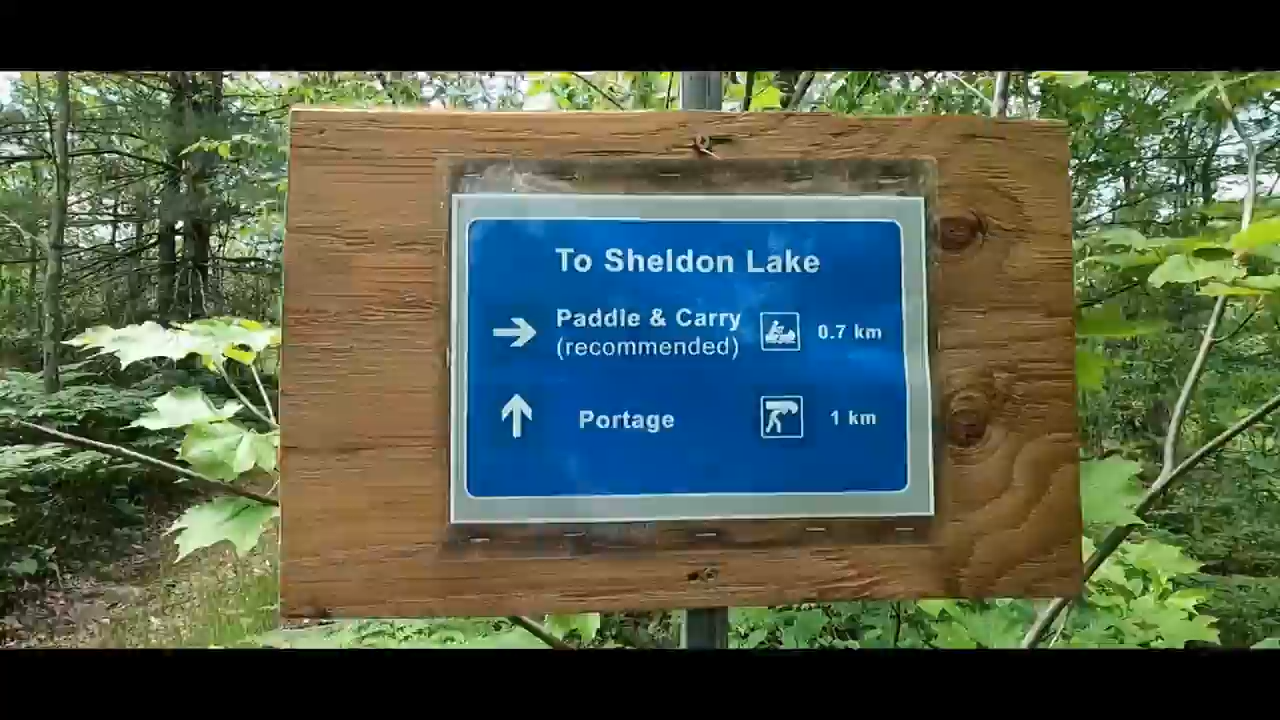 To Sheldon Lake
→ Paddle & Carry 0.7 km
(recommended)
↑ Portage 1 km